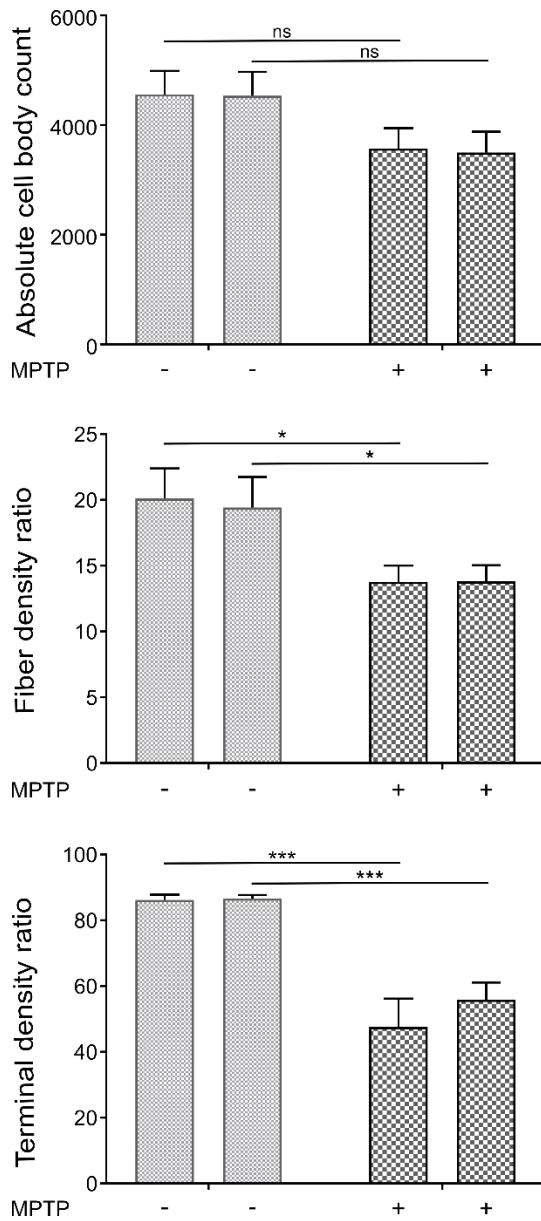 Absolute cell body count
6000
4000
2000
0
ns
ns
MPTP - - + +
Fiber density ratio
25
20
15
10
5
0
*
*
MPTP - - + +
Terminal density ratio
100
80
60
40
20
0
***
***
MPTP - - + +